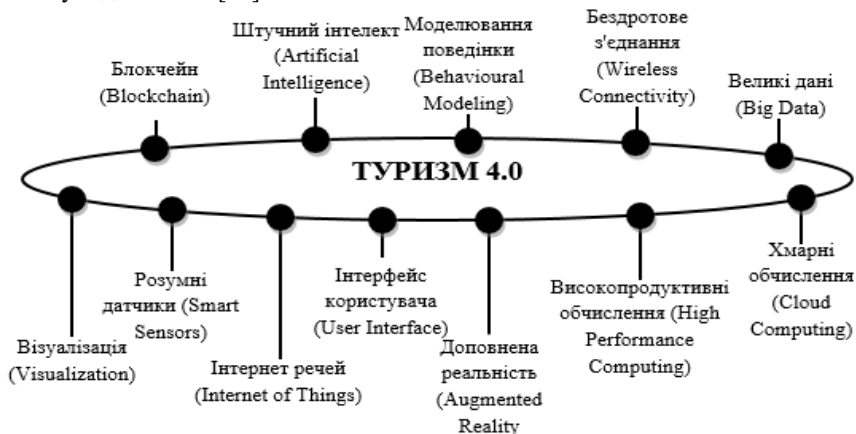 Штучний інтелект
(Artificial
Intelligence)
Моделювання
поведінки
(Behavioural
Modeling)
Бездротове
з'єднання
(Wireless
Connectivity)
Блокчейн
(Blockchain)
Великі дані
(Big Data)
ТУРИЗМ 4.0
Візуалізація
(Visualization)
Розумні
датчики (Smart
Sensors)
Інтернет речей
(Internet of Things)
Інтерфейс
користувача
(User Interface)
Доповнена
реальність
(Augmented
Reality
Високопродуктивні
обчислення (High
Performance
Computing)
Хмарні
обчислення
(Cloud
Computing)